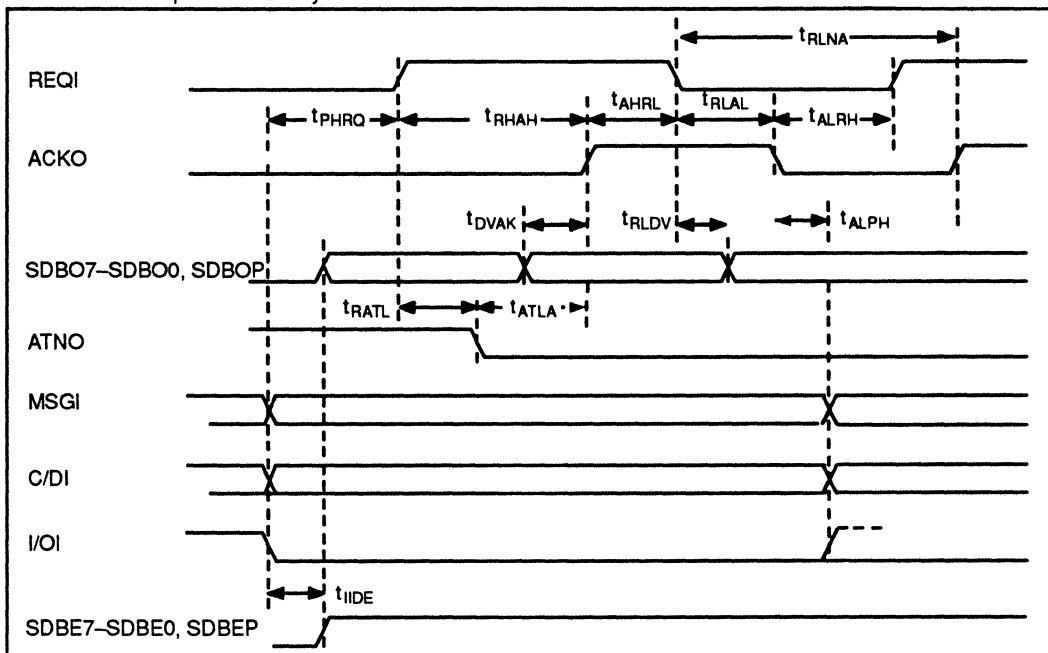 tRLNA
REQI
tPHRQ tRHAH tAHRL tRLAL tALRH
ACKO
tDVAK tRLDV tALPH
SDBO7–SDBO0, SDBOP
tRATL tATLA
ATNO
MSGI
C/DI
I/OI
tIIDE
SDBE7–SDBE0, SDBEP